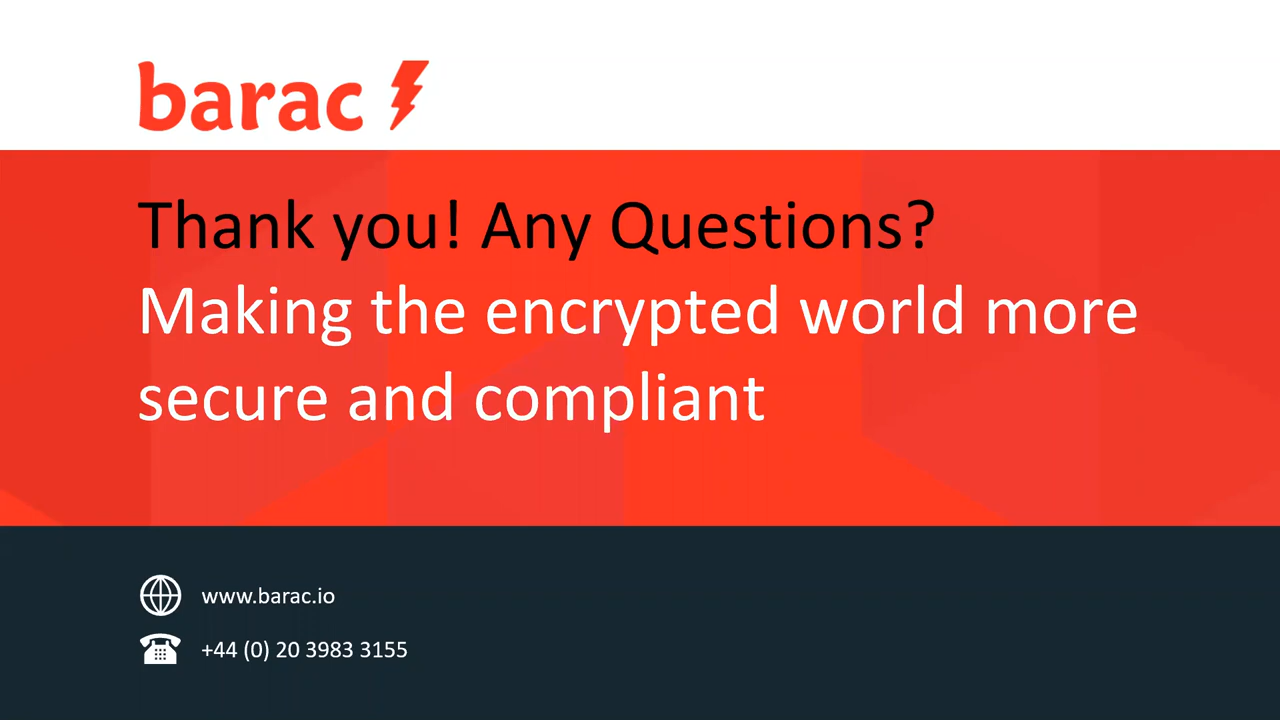 barac
Thank you! Any Questions?
Making the encrypted world more
secure and compliant
www.barac.io
+44 (0) 20 3983 3155